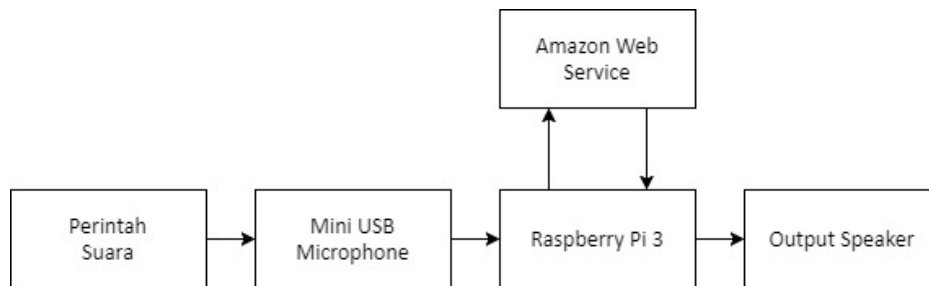 Amazon Web
Service
Perintah
Suara
Mini USB
Microphone
Raspberry Pi 3
Output Speaker